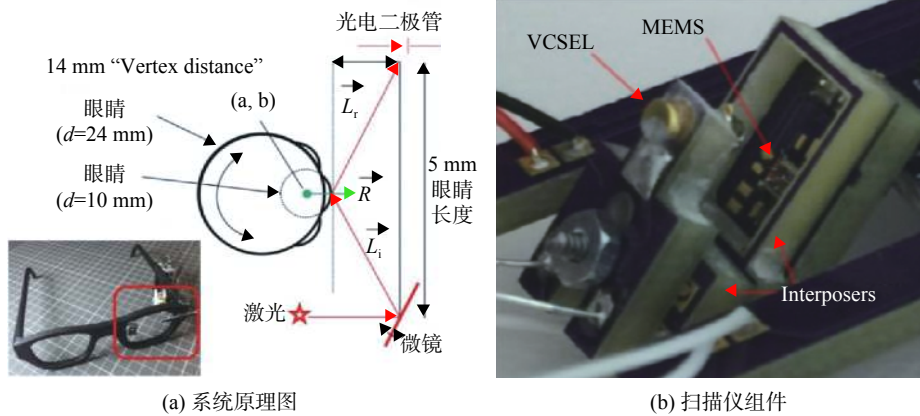 光电二极管
14 mm “Vertex distance”
眼睛
(d=24 mm)
(a, b)
Lr
眼睛
(d=10 mm)
R
5 mm
眼睛
长度
Li
激光
微镜
(a) 系统原理图
VCSEL
MEMS
Interposers
(b) 扫描仪组件